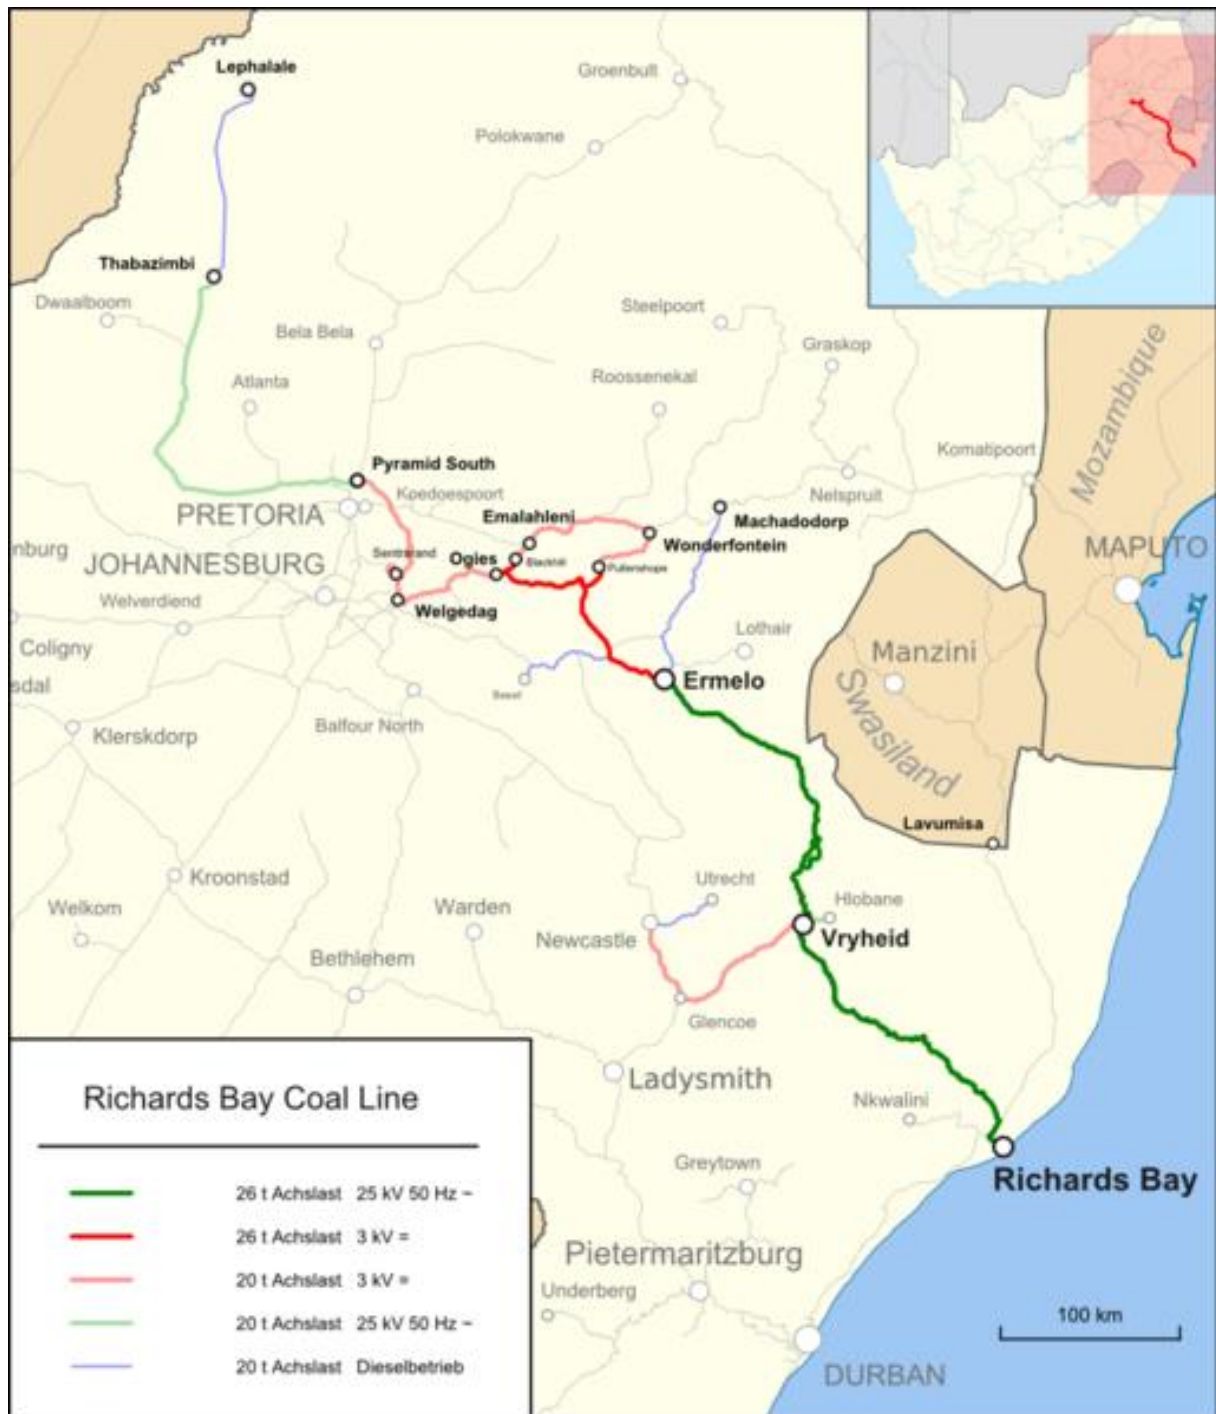 Lephalale
Groenbult
Polokwane
Thabazimbi
Dwaalboom
Bela Bela
Steelpoort
Graskop
Atlanta
Roossenekal
Mozambique
Komatipoort
Pyramid South
Koedoespoort
Nelspruit
PRETORIA
Emalahleni
Machadodorp
nburg
JOHANNESBURG
Sentrarand
Ogies
Blackhill
Wonderfontein
Pullenshope
MAPUTO
Welverdiend
Welgedag
Lothair
Coligny
Manzini
sdal
Ermelo
Swasiland
Klerskdorp
Balfour North
Lavumisa
Kroonstad
Utrecht
Welkom
Warden
Hlobane
Newcastle
Vryheid
Bethlehem
Glencoe
Ladysmith
Nkwalini
Greytown
Richards Bay
Pietermaritzburg
Underberg
DURBAN
100 km
Richards Bay Coal Line
26 t Achslast 25 kV 50 Hz ~
26 t Achslast 3 kV =
20 t Achslast 3 kV =
20 t Achslast 25 kV 50 Hz ~
20 t Achslast Dieselbetrieb